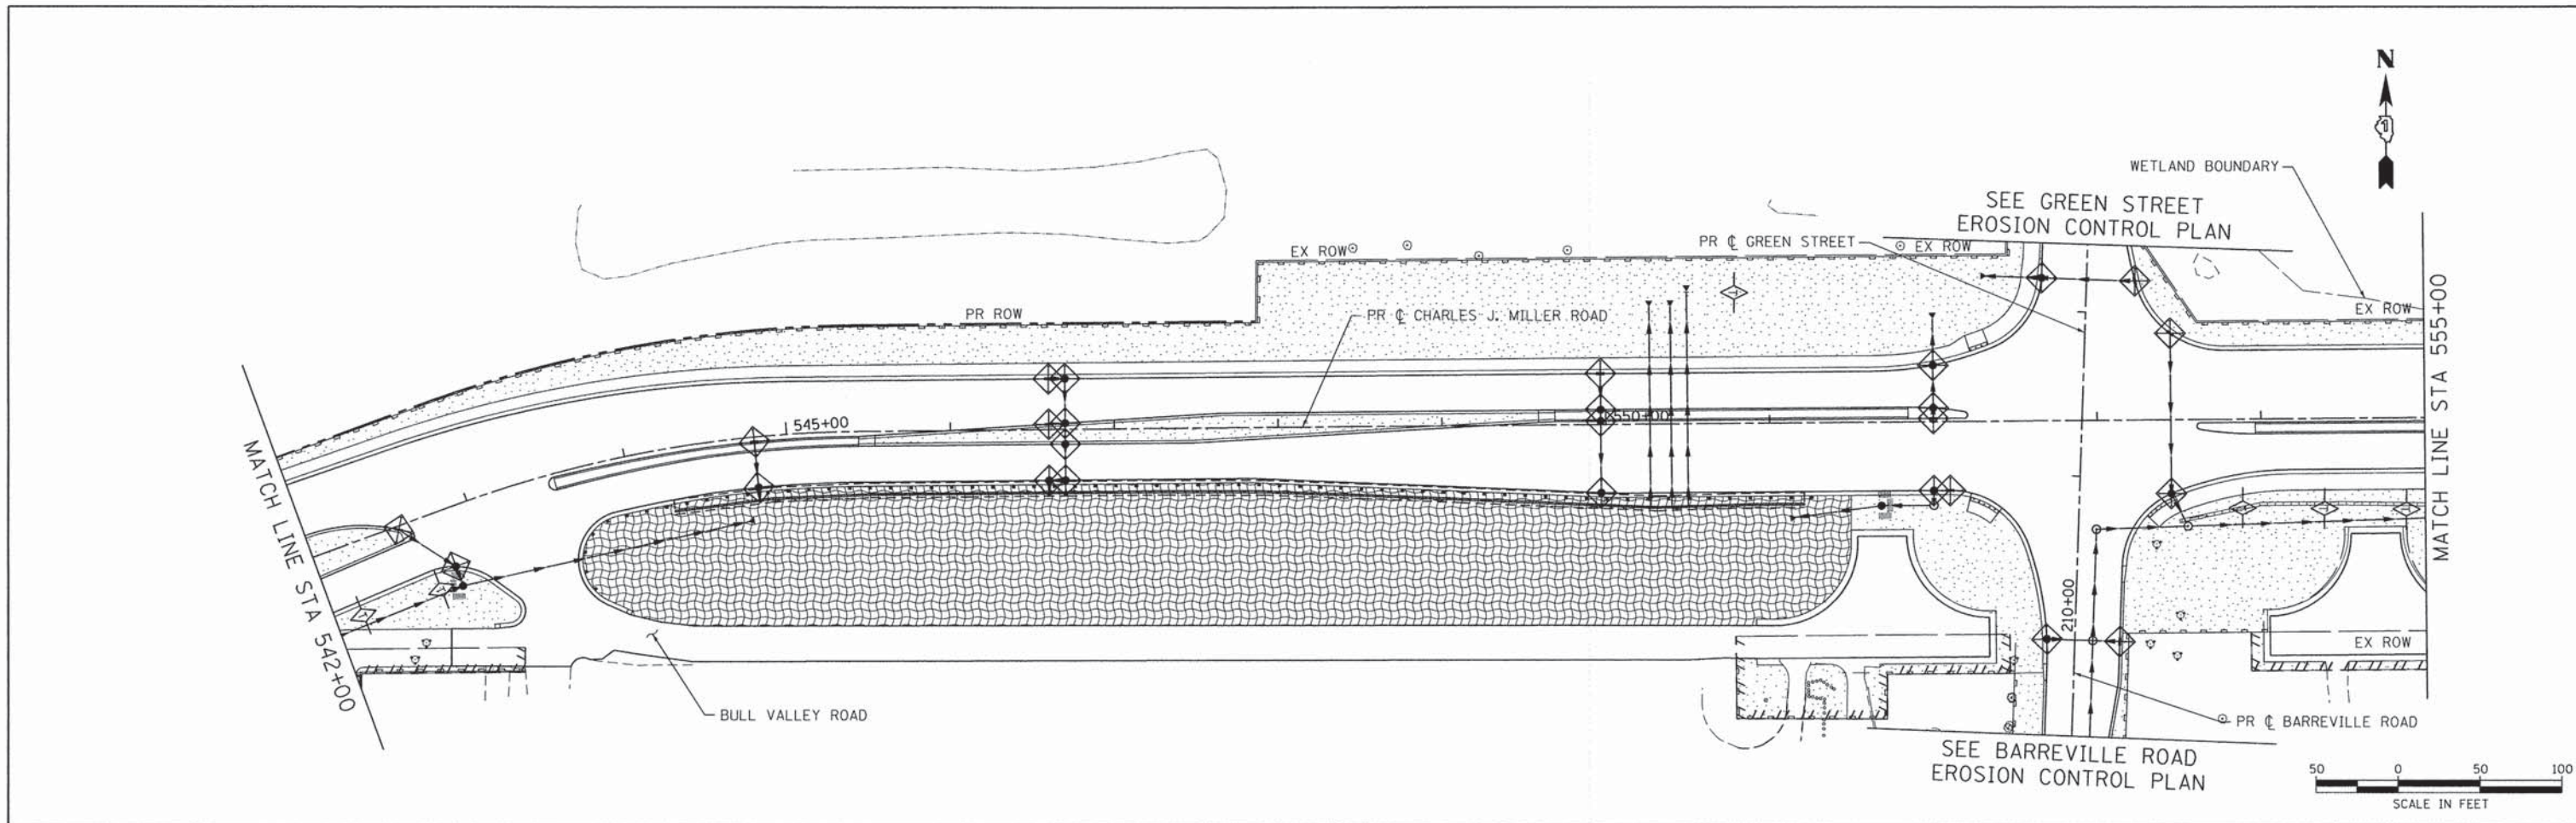 N
1
WETLAND BOUNDARY
SEE GREEN STREET
EROSION CONTROL PLAN
EX ROW
PR ℄ GREEN STREET
EX ROW
EX ROW
PR ROW
PR ℄ CHARLES J. MILLER ROAD
545+00
550+00
MATCH LINE STA 542+00
MATCH LINE STA 555+00
T
T
T
T
T
T
210+00
EX ROW
BULL VALLEY ROAD
PR ℄ BARREVILLE ROAD
SEE BARREVILLE ROAD
EROSION CONTROL PLAN
50 0 50 100
SCALE IN FEET